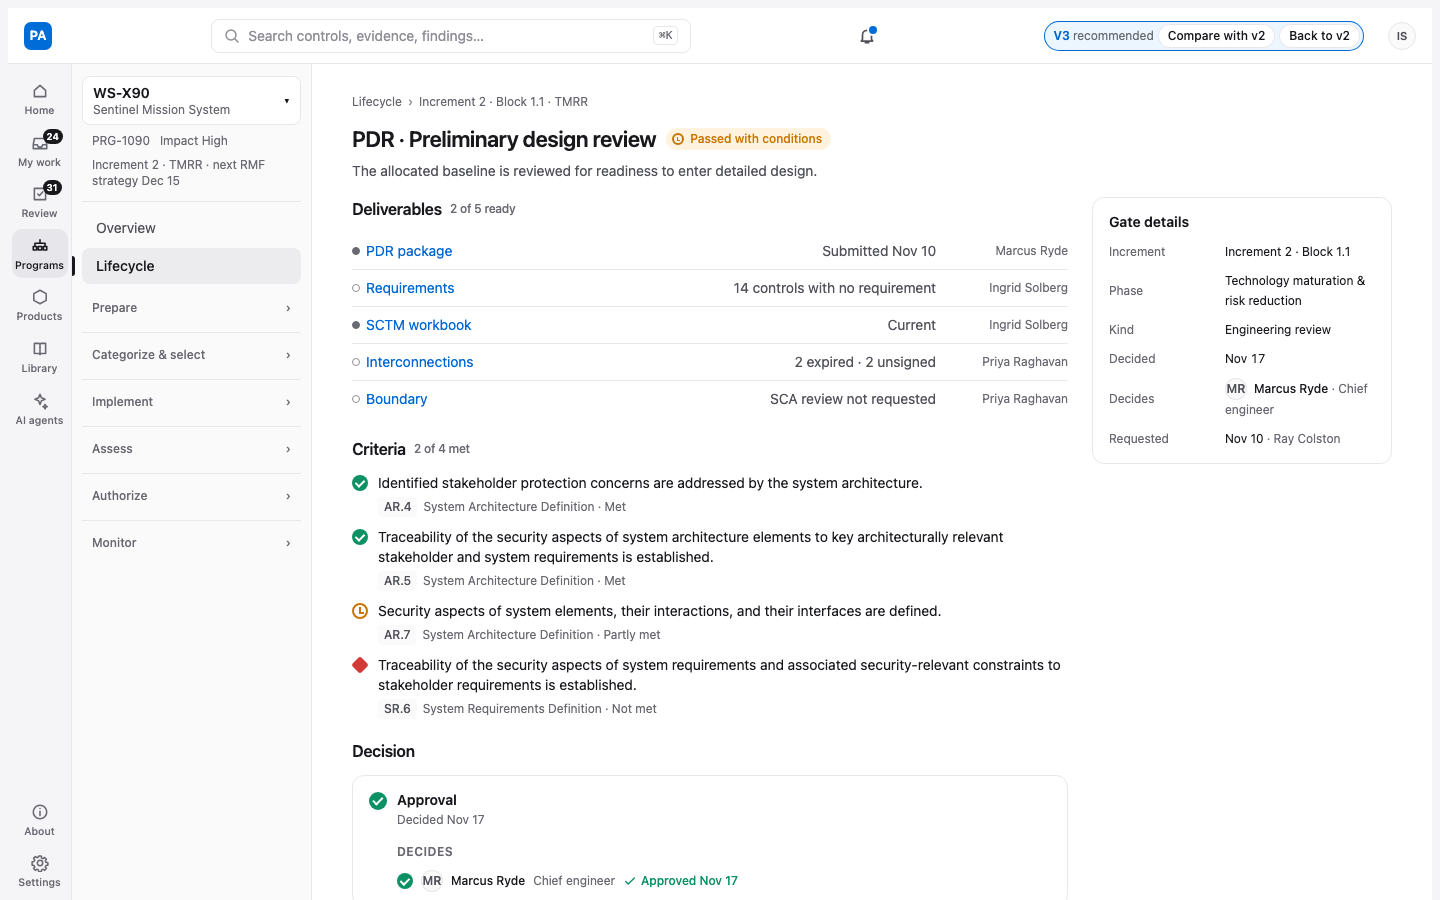 PA
Search controls, evidence, findings...
⌘K
V3 recommended
Compare with v2
Back to v2
IS
Home
24
My work
31
Review
Programs
Products
Library
AI agents
About
Settings
WS-X90
Sentinel Mission System
PRG-1090 Impact High
Increment 2 · TMRR · next RMF
strategy Dec 15
Overview
Lifecycle
Prepare
Categorize & select
Implement
Assess
Authorize
Monitor
Lifecycle › Increment 2 · Block 1.1 · TMRR
PDR · Preliminary design review
Passed with conditions
The allocated baseline is reviewed for readiness to enter detailed design.
Deliverables 2 of 5 ready
PDR package Submitted Nov 10 Marcus Ryde
Requirements 14 controls with no requirement Ingrid Solberg
SCTM workbook Current Ingrid Solberg
Interconnections 2 expired · 2 unsigned Priya Raghavan
Boundary SCA review not requested Priya Raghavan
Criteria 2 of 4 met
Identified stakeholder protection concerns are addressed by the system architecture.
AR.4 System Architecture Definition · Met
Traceability of the security aspects of system architecture elements to key architecturally relevant
stakeholder and system requirements is established.
AR.5 System Architecture Definition · Met
Security aspects of system elements, their interactions, and their interfaces are defined.
AR.7 System Architecture Definition · Partly met
Traceability of the security aspects of system requirements and associated security-relevant constraints to
stakeholder requirements is established.
SR.6 System Requirements Definition · Not met
Decision
Approval
Decided Nov 17
DECIDES
MR Marcus Ryde Chief engineer Approved Nov 17
Gate details
Increment Increment 2 · Block 1.1
Phase Technology maturation &
risk reduction
Kind Engineering review
Decided Nov 17
Decides MR Marcus Ryde · Chief
engineer
Requested Nov 10 · Ray Colston